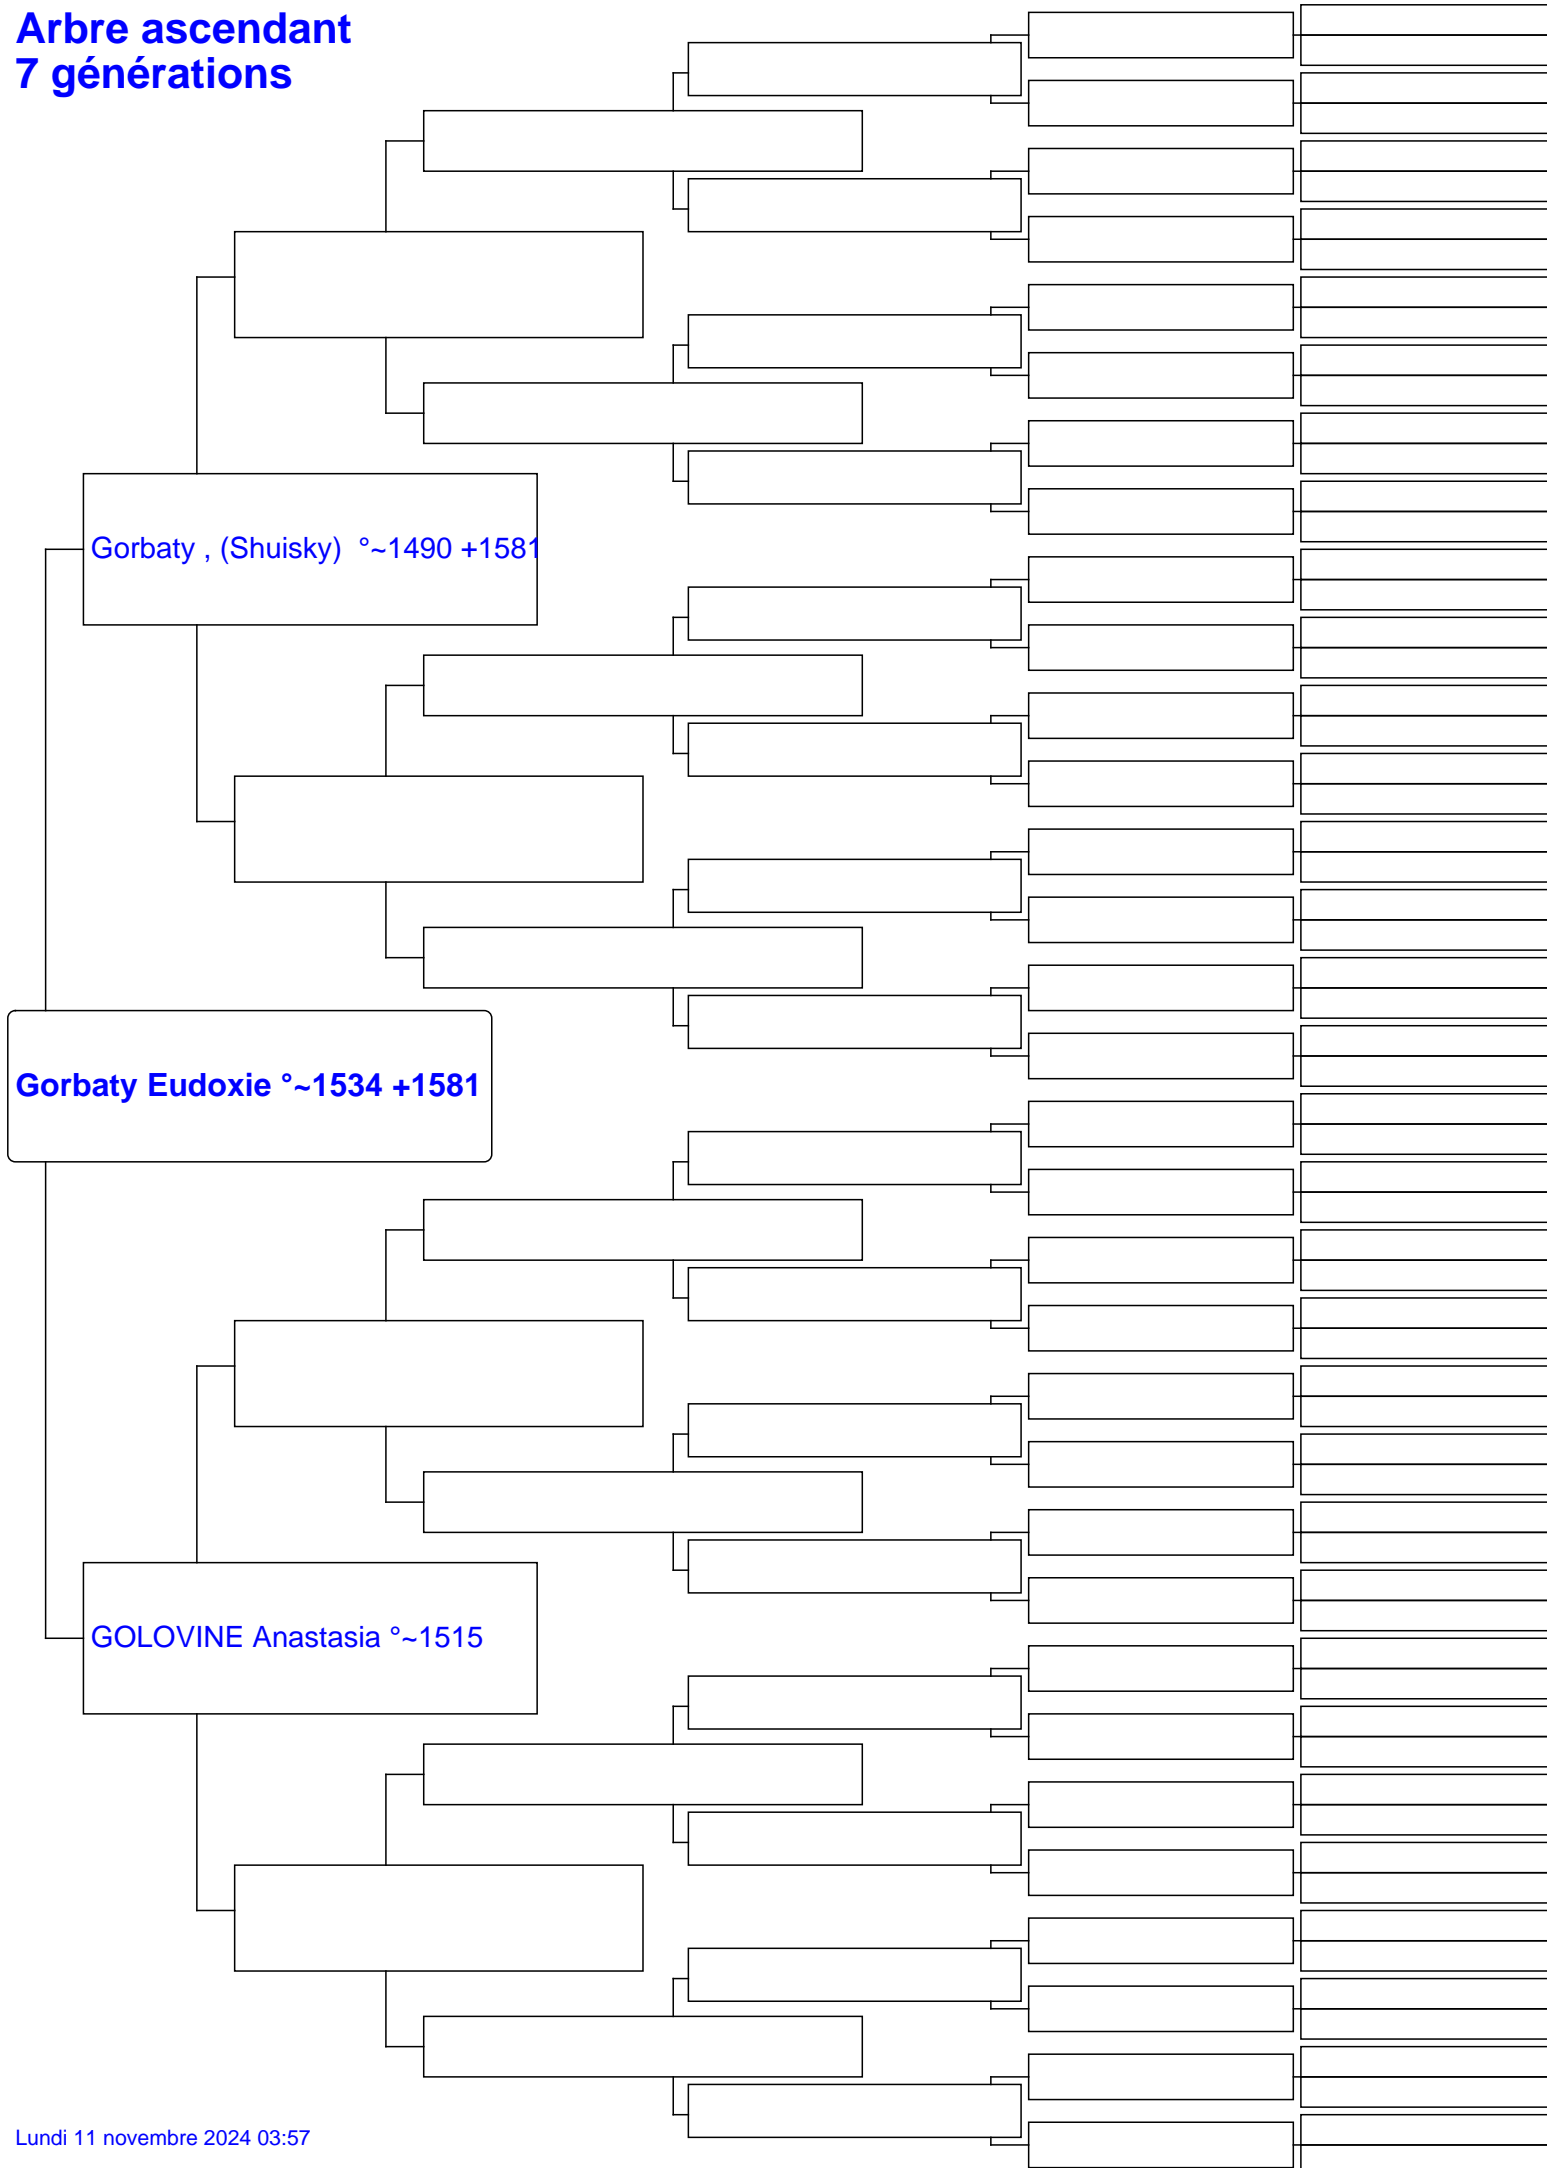 Arbre ascendant
7 générations
Gorbaty , (Shuisky)  °~1490 +1581
Gorbaty Eudoxie °~1534 +1581
GOLOVINE Anastasia °~1515
Lundi 11 novembre 2024 03:57